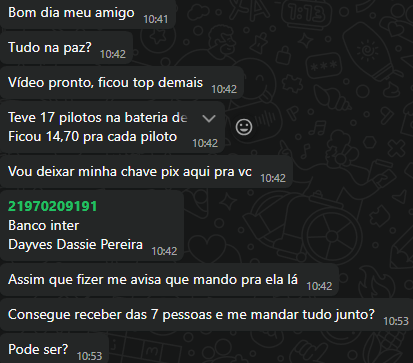 Bom dia meu amigo
10:41
Tudo na paz?
10:42
Vídeo pronto, ficou top demais
10:42
Teve 17 pilotos na bateria de
Ficou 14,70 pra cada piloto
10:42
Vou deixar minha chave pix aqui pra vc
10:42
21970209191
Banco inter
Dayves Dassie Pereira
10:42
Assim que fizer me avisa que mando pra ela lá
10:42
Consegue receber das 7 pessoas e me mandar tudo junto?
10:53
Pode ser?
10:53